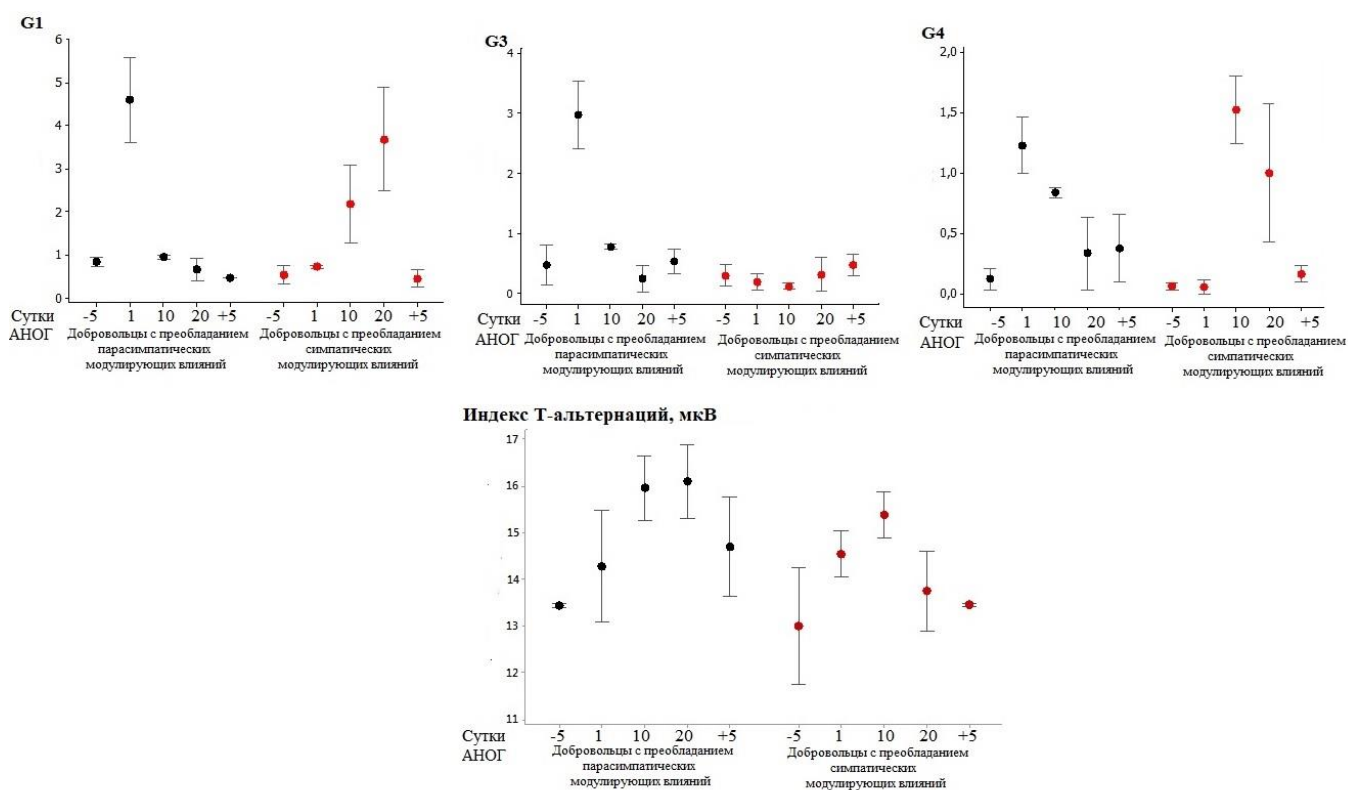 G1
6
5
4
3
2
1
0
Сутки -5 1 10 20 +5 -5 1 10 20 +5
АНОГ Добровольцы с преобладанием Добровольцы с преобладанием
парасимпатических симпатических
модулирующих влияний модулирующих влияний
G3
4
3
2
1
0
Сутки -5 1 10 20 +5 -5 1 10 20 +5
АНОГ Добровольцы с преобладанием Добровольцы с преобладанием
парасимпатических симпатических
модулирующих влияний модулирующих влияний
G4
2,0
1,5
1,0
0,5
0,0
Сутки -5 1 10 20 +5 -5 1 10 20 +5
АНОГ Добровольцы с преобладанием Добровольцы с преобладанием
парасимпатических симпатических
модулирующих влияний модулирующих влияний
Индекс Т-альтернаций, мкВ
17
16
15
14
13
12
11
Сутки -5 1 10 20 +5 -5 1 10 20 +5
АНОГ Добровольцы с преобладанием Добровольцы с преобладанием
парасимпатических симпатических
модулирующих влияний модулирующих влияний